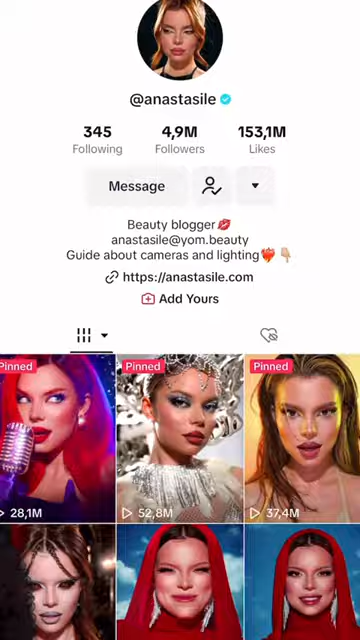 @anastasile
345 4,9M 153,1M
Following Followers Likes
Message
Beauty blogger💋
anastasile@yom.beauty
Guide about cameras and lighting❤️‍🔥👇🏼
https://anastasile.com
Add Yours
Pinned Pinned Pinned
28,1M 52,8M 37,4M